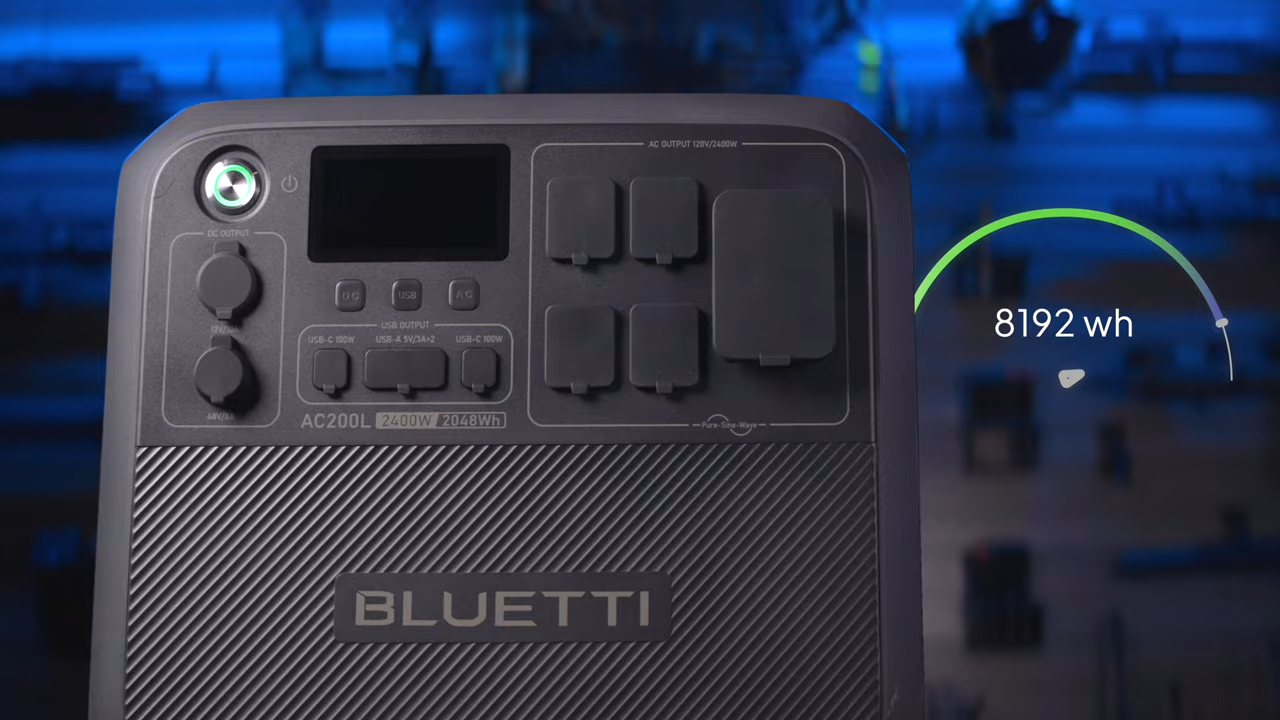 AC OUTPUT 120V/2400W
DC OUTPUT
DC
USB
AC
USB OUTPUT
USB-C 100W
USB-A 5V/3A×2
USB-C 100W
48V/8A
AC200L 2400W 2048Wh
Pure-Sine-Wave
8192 wh
BLUETTI